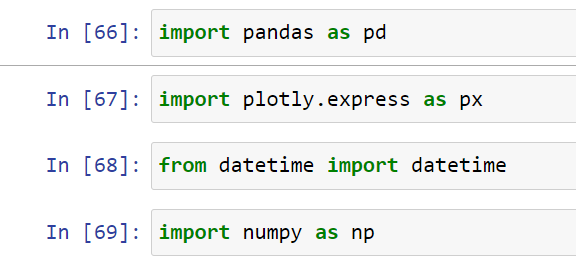 In [66]: import pandas as pd
In [67]: import plotly.express as px
In [68]: from datetime import datetime
In [69]: import numpy as np